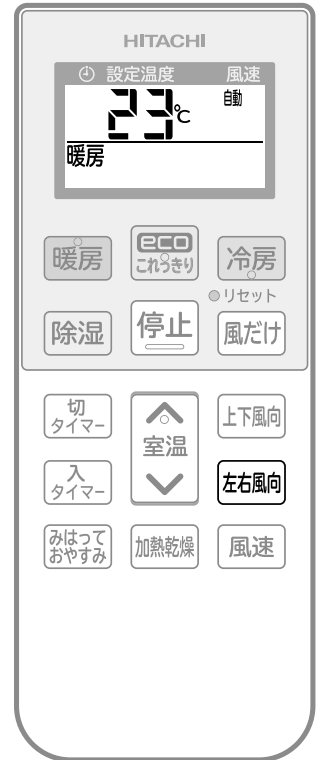 HITACHI
設定温度 風速
23℃ 自動
暖房
暖房 eco これっきり 冷房
リセット
除湿 停止 風だけ
切タイマー 室温 上下風向
入タイマー 左右風向
みはっておやすみ 加熱乾燥 風速